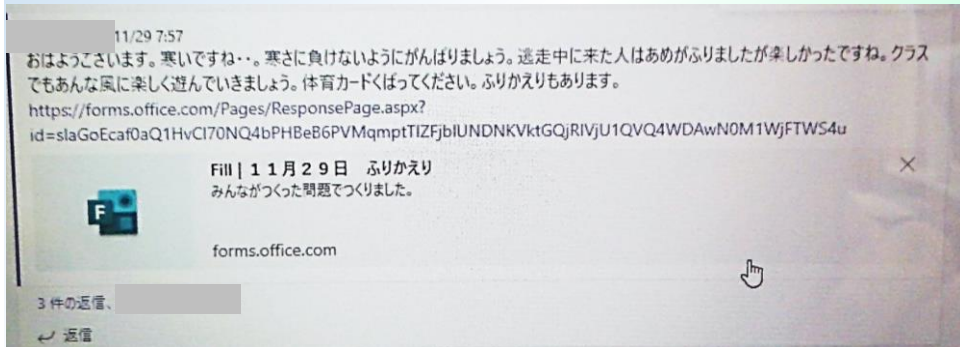 11/29 7:57
おはようこざいます。寒いですね・・。寒さに負けないようにがんばりましょう。逃走中に来た人はあめがふりましたが楽しかったですね。クラス
でもあんな風に楽しく遊んでいきましょう。体育カードくばってください。ふりかえりもあります。
https://forms.office.com/Pages/ResponsePage.aspx?
id=slaGoEcaf0aQ1HvCI70NQ4bPHBeB6PVMqmptTIZFjblUNDNKVktGQjRIVjU1QVQ4WDAwN0M1WjFTWS4u
Fill | 11月29日　ふりかえり
みんながつくった問題でつくりました。
F
forms.office.com
3 件の返信、
返信